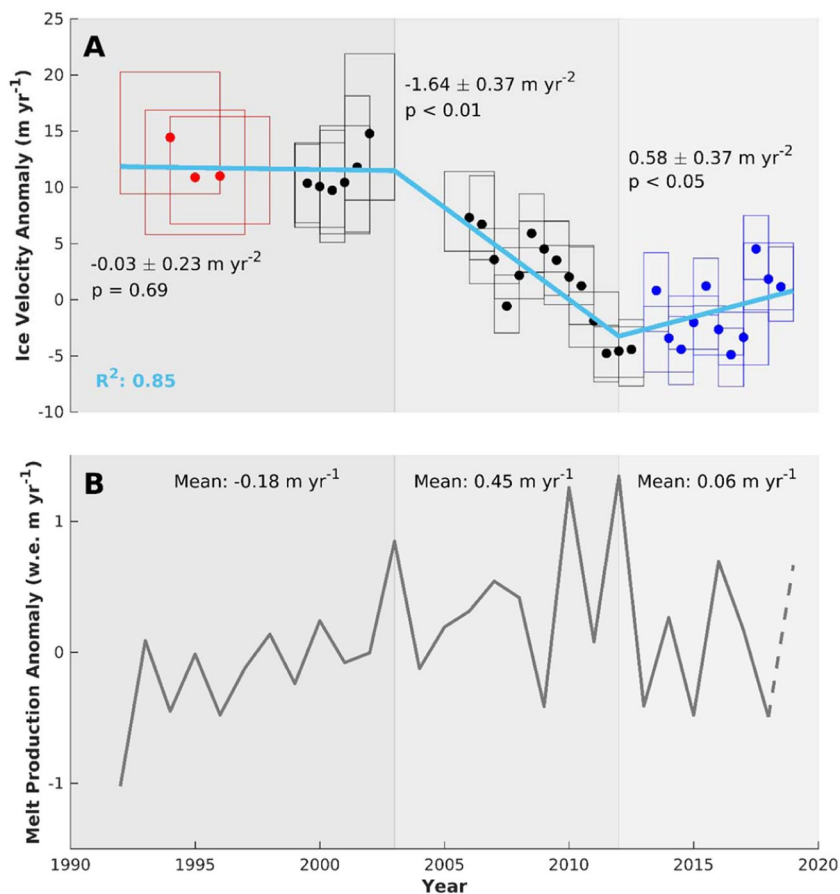 A
25
20
15
10
5
0
-5
-10
Ice Velocity Anomaly (m yr⁻¹)
-1.64 ± 0.37 m yr⁻²
p < 0.01
0.58 ± 0.37 m yr⁻²
p < 0.05
-0.03 ± 0.23 m yr⁻²
p = 0.69
R²: 0.85
B
Mean: -0.18 m yr⁻¹
Mean: 0.45 m yr⁻¹
Mean: 0.06 m yr⁻¹
1
0
-1
Melt Production Anomaly (w.e. m yr⁻¹)
1990 1995 2000 2005 2010 2015 2020
Year